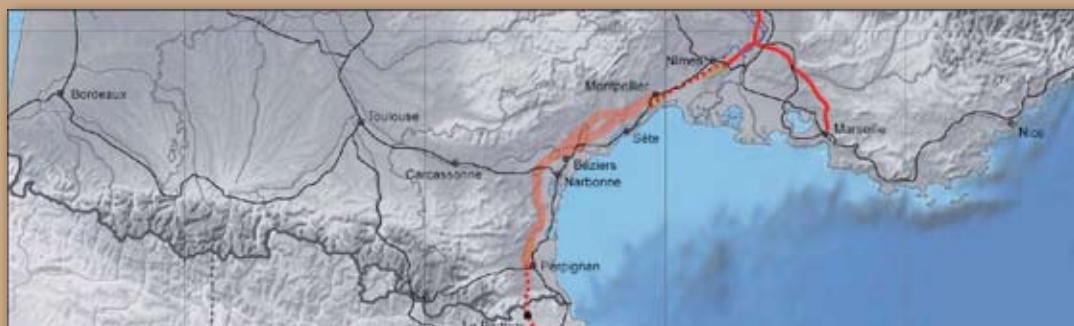 Nîmes
Montpellier
Bordeaux
Toulouse
Marseille
Nice
Sète
Béziers
Carcassonne
Narbonne
Perpignan